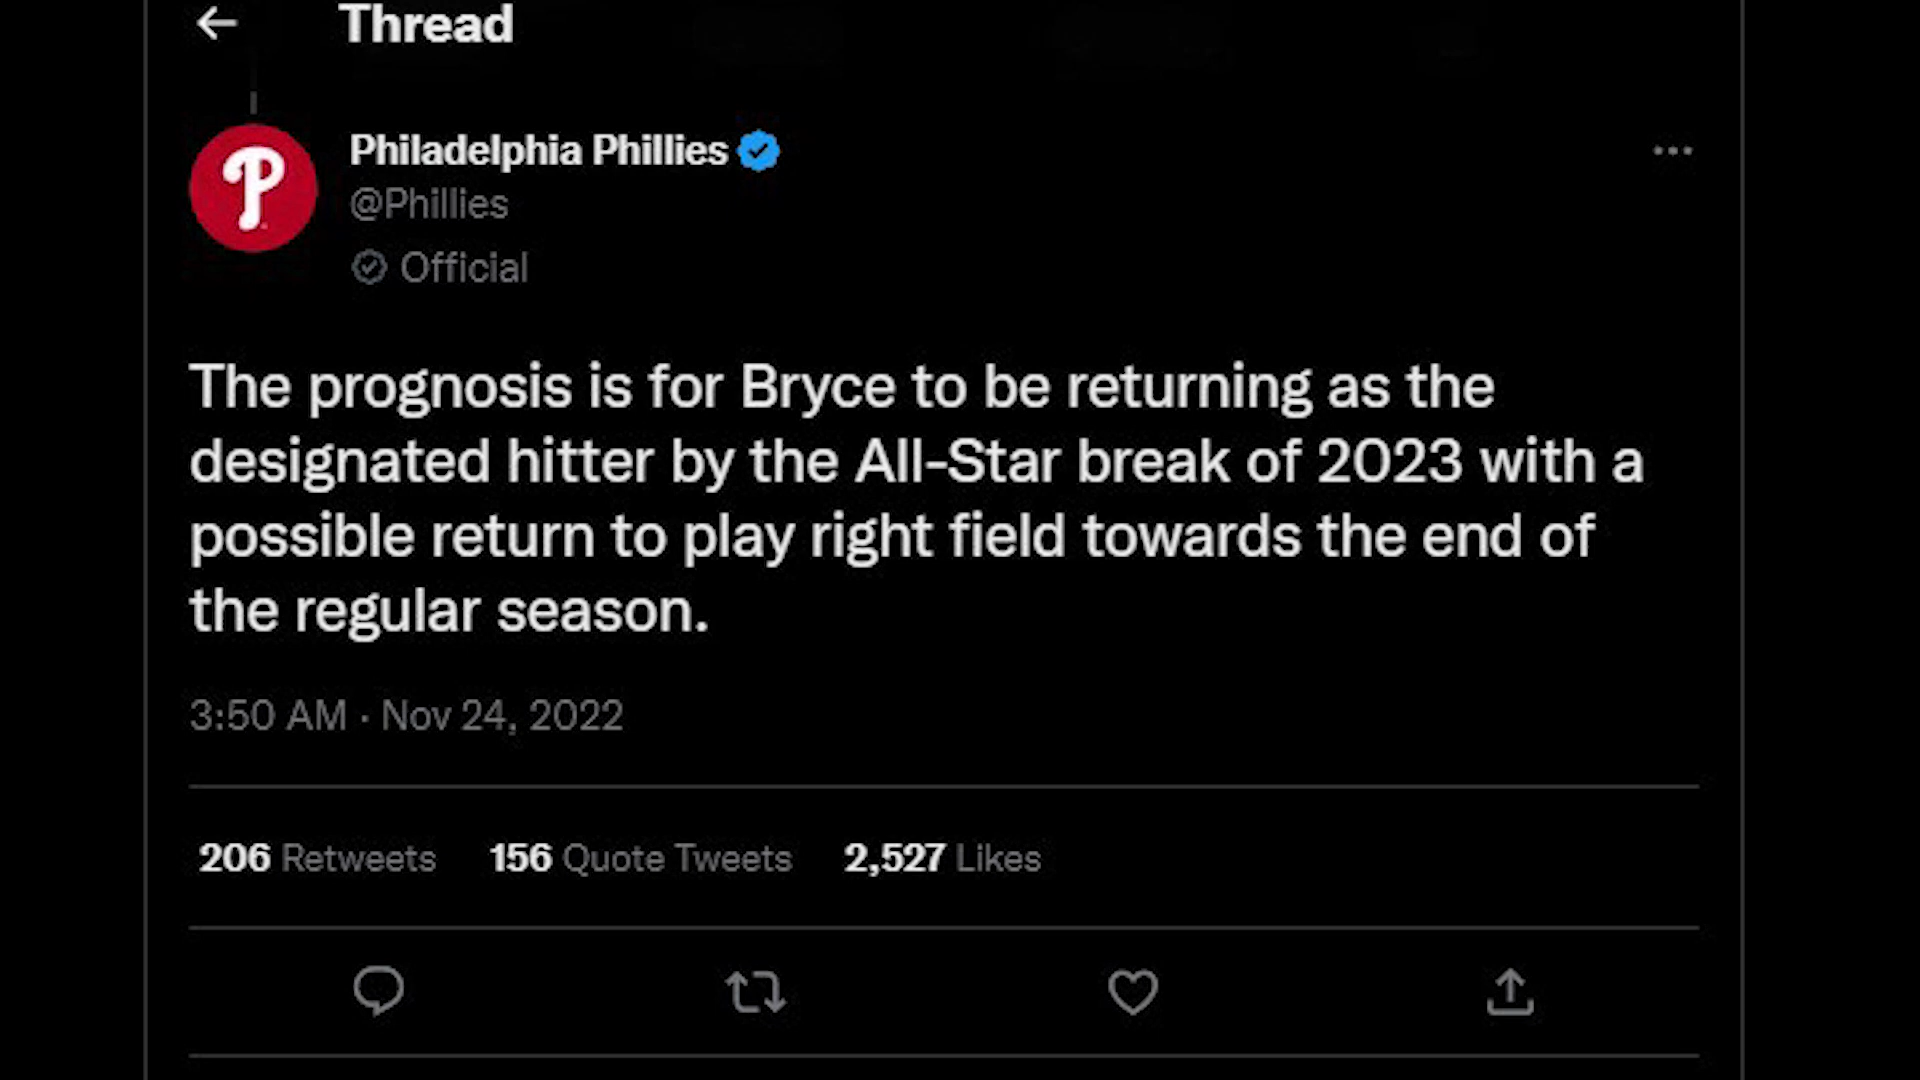 Thread
Philadelphia Phillies
@Phillies
Official
The prognosis is for Bryce to be returning as the
designated hitter by the All-Star break of 2023 with a
possible return to play right field towards the end of
the regular season.
3:50 AM · Nov 24, 2022
206 Retweets 156 Quote Tweets 2,527 Likes